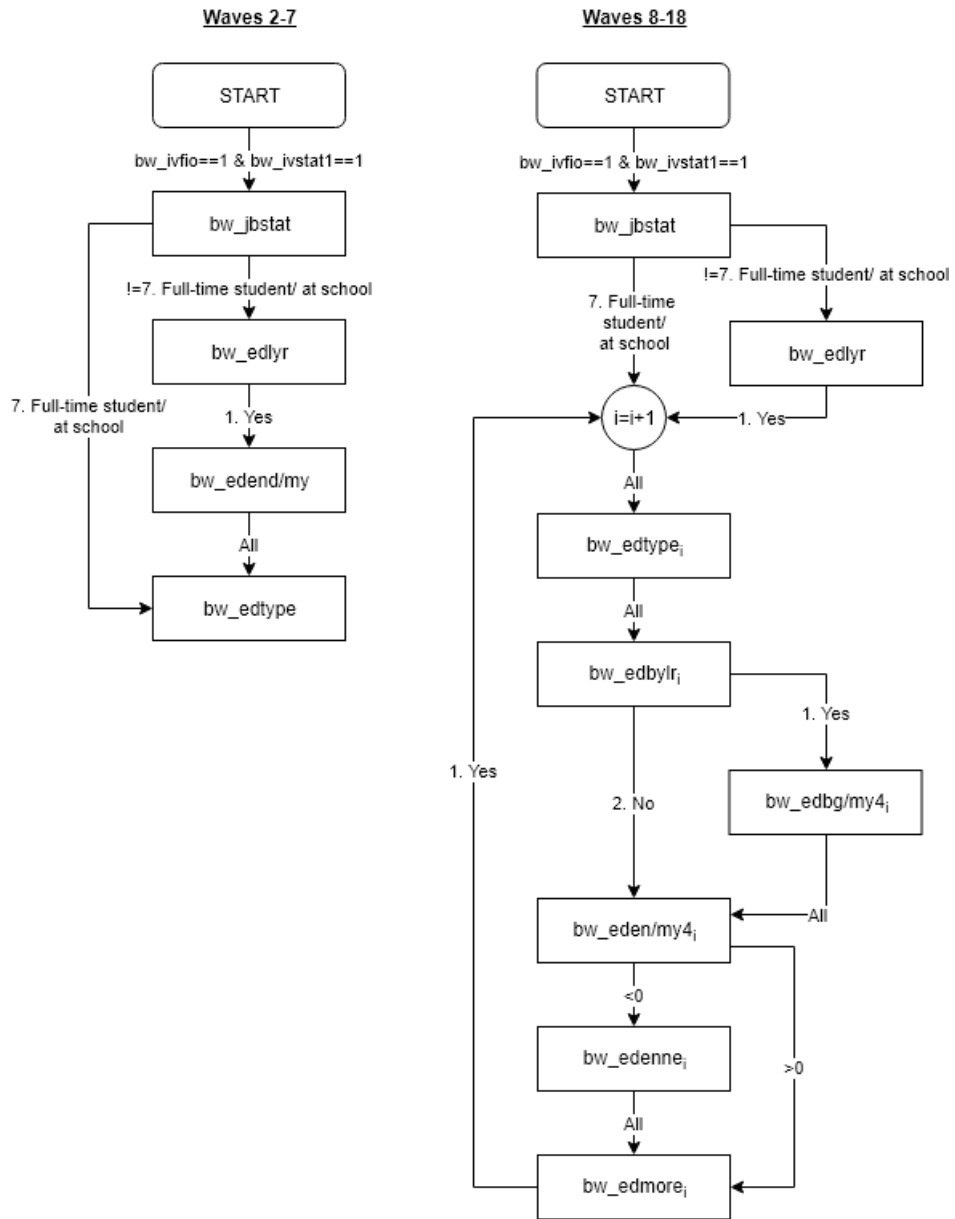 Waves 2-7
START
bw_ivfio==1 & bw_ivstat1==1
bw_jbstat
!=7. Full-time student/ at school
bw_edlyr
7. Full-time student/
at school
1. Yes
bw_edend/my
All
bw_edtype
Waves 8-18
START
bw_ivfio==1 & bw_ivstat1==1
bw_jbstat
!=7. Full-time student/ at school
7. Full-time
student/
at school
bw_edlyr
i=i+1
1. Yes
All
bw_edtypeᵢ
All
bw_edbylrᵢ
1. Yes
1. Yes
2. No
bw_edbg/my4ᵢ
All
bw_eden/my4ᵢ
<0
bw_edenneᵢ
>0
All
bw_edmoreᵢ